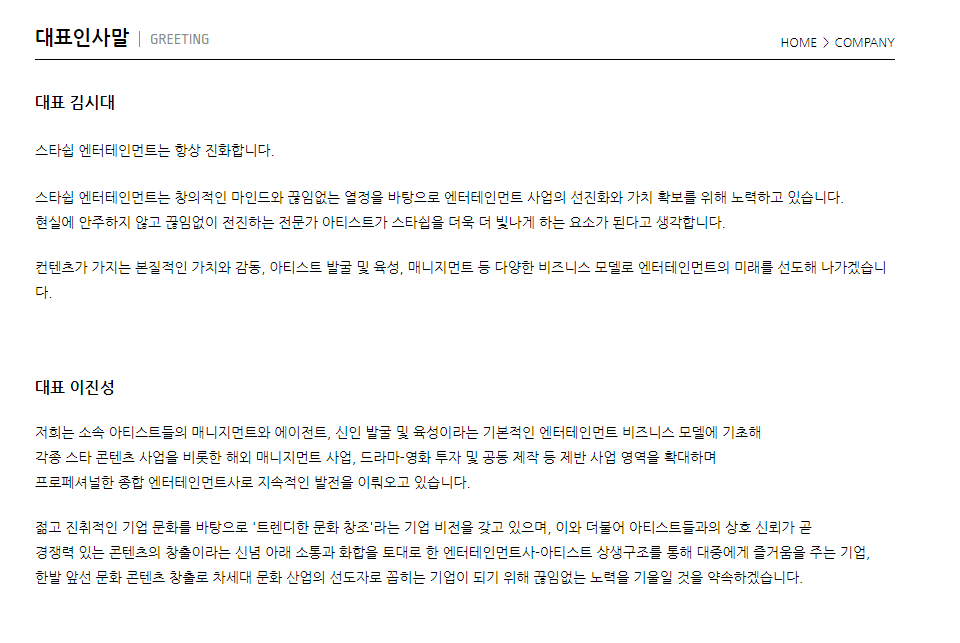 대표인사말 | GREETING
HOME > COMPANY
대표 김시대
스타쉽 엔터테인먼트는 항상 진화합니다.
스타쉽 엔터테인먼트는 창의적인 마인드와 끊임없는 열정을 바탕으로 엔터테인먼트 사업의 선진화와 가치 확보를 위해 노력하고 있습니다.
현실에 안주하지 않고 끊임없이 전진하는 전문가 아티스트가 스타쉽을 더욱 더 빛나게 하는 요소가 된다고 생각합니다.
컨텐츠가 가지는 본질적인 가치와 감동, 아티스트 발굴 및 육성, 매니지먼트 등 다양한 비즈니스 모델로 엔터테인먼트의 미래를 선도해 나가겠습니
다.
대표 이진성
저희는 소속 아티스트들의 매니지먼트와 에이전트, 신인 발굴 및 육성이라는 기본적인 엔터테인먼트 비즈니스 모델에 기초해
각종 스타 콘텐츠 사업을 비롯한 해외 매니지먼트 사업, 드라마-영화 투자 및 공동 제작 등 제반 사업 영역을 확대하며
프로페셔널한 종합 엔터테인먼트사로 지속적인 발전을 이뤄오고 있습니다.
젊고 진취적인 기업 문화를 바탕으로 '트렌디한 문화 창조'라는 기업 비전을 갖고 있으며, 이와 더불어 아티스트들과의 상호 신뢰가 곧
경쟁력 있는 콘텐츠의 창출이라는 신념 아래 소통과 화합을 토대로 한 엔터테인먼트사-아티스트 상생구조를 통해 대중에게 즐거움을 주는 기업,
한발 앞선 문화 콘텐츠 창출로 차세대 문화 산업의 선도자로 꼽히는 기업이 되기 위해 끊임없는 노력을 기울일 것을 약속하겠습니다.